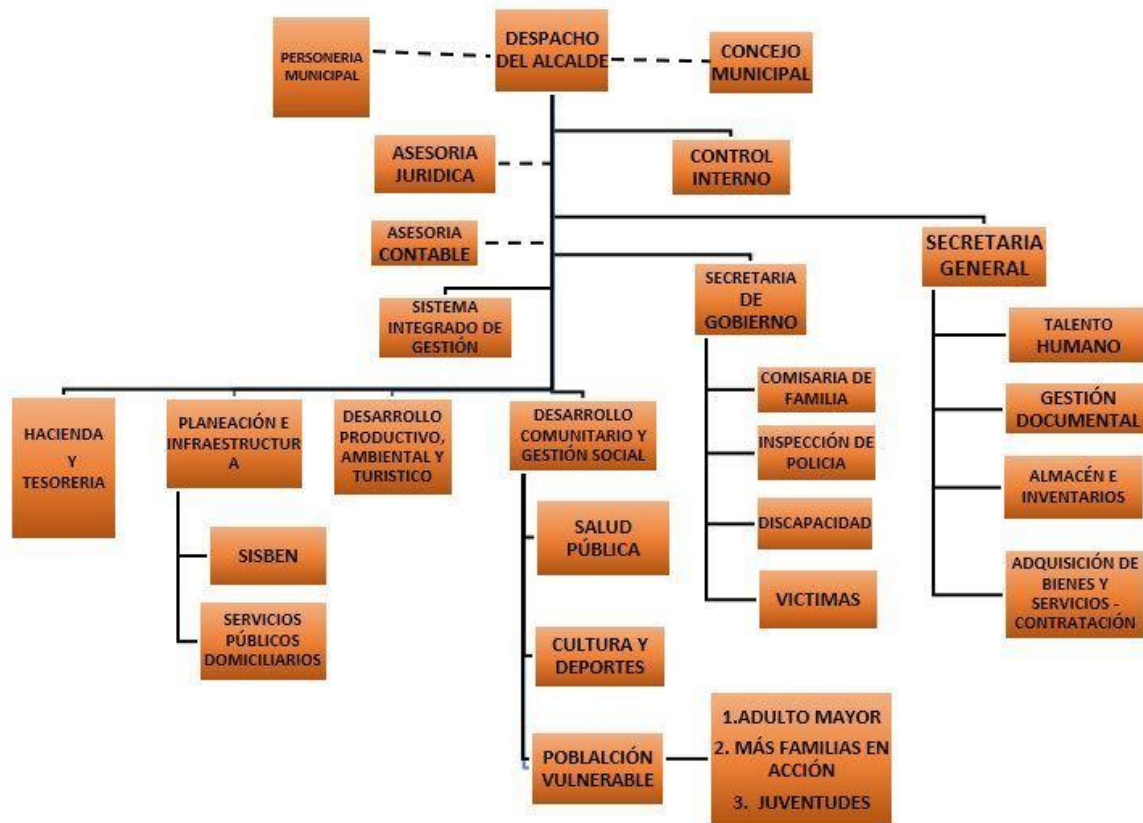 PERSONERIA
MUNICIPAL
DESPACHO
DEL ALCALDE
CONCEJO
MUNICIPAL
ASESORIA
JURIDICA
CONTROL
INTERNO
ASESORIA
CONTABLE
SISTEMA
INTEGRADO DE
GESTIÓN
SECRETARIA
DE
GOBIERNO
SECRETARIA
GENERAL
COMISARIA DE
FAMILIA
INSPECCIÓN DE
POLICIA
DISCAPACIDAD
VICTIMAS
TALENTO
HUMANO
GESTIÓN
DOCUMENTAL
ALMACÉN E
INVENTARIOS
ADQUISICIÓN DE
BIENES Y
SERVICIOS -
CONTRATACIÓN
HACIENDA
Y
TESORERIA
PLANEACIÓN E
INFRAESTRUCTUR
A
SISBEN
SERVICIOS
PÚBLICOS
DOMICILIARIOS
DESARROLLO
PRODUCTIVO,
AMBIENTAL Y
TURISTICO
DESARROLLO
COMUNITARIO Y
GESTIÓN SOCIAL
SALUD
PÚBLICA
CULTURA Y
DEPORTES
POBLALCIÓN
VULNERABLE
1.ADULTO MAYOR
2. MÁS FAMILIAS EN
ACCIÓN
3. JUVENTUDES